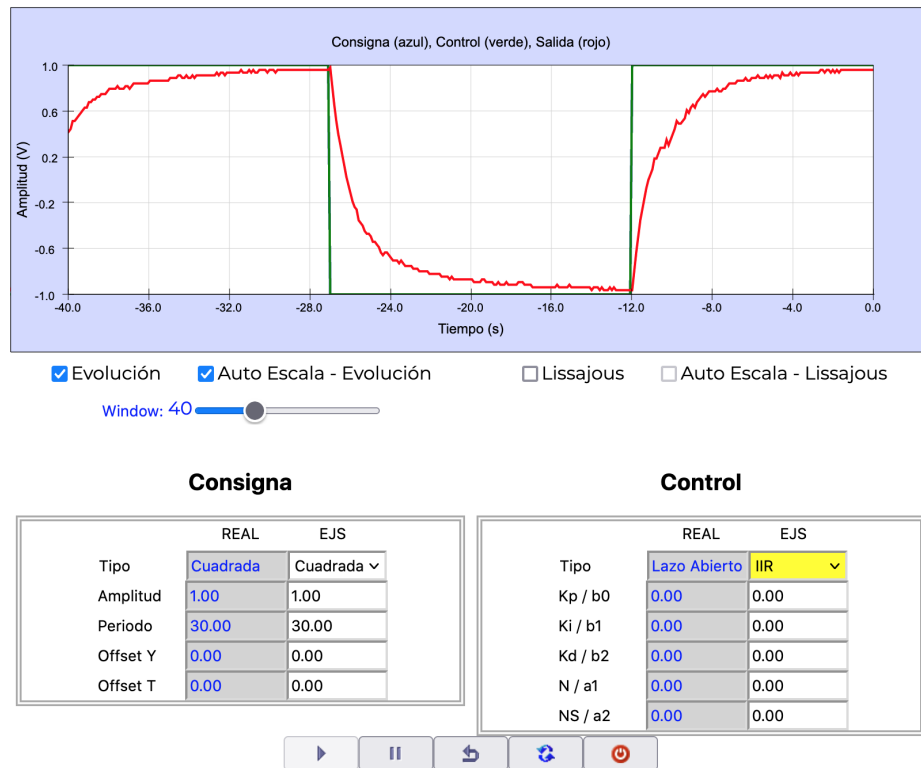 Consigna (azul), Control (verde), Salida (rojo)
1.0
0.6
0.2
-0.2
-0.6
-1.0
Amplitud (V)
-40.0 -36.0 -32.0 -28.0 -24.0 -20.0 -16.0 -12.0 -8.0 -4.0 0.0
Tiempo (s)
Evolución Auto Escala - Evolución Lissajous Auto Escala - Lissajous
Window: 40
Consigna
REAL EJS
Tipo Cuadrada Cuadrada
Amplitud 1.00 1.00
Periodo 30.00 30.00
Offset Y 0.00 0.00
Offset T 0.00 0.00
Control
REAL EJS
Tipo Lazo Abierto IIR
Kp / b0 0.00 0.00
Ki / b1 0.00 0.00
Kd / b2 0.00 0.00
N / a1 0.00 0.00
NS / a2 0.00 0.00